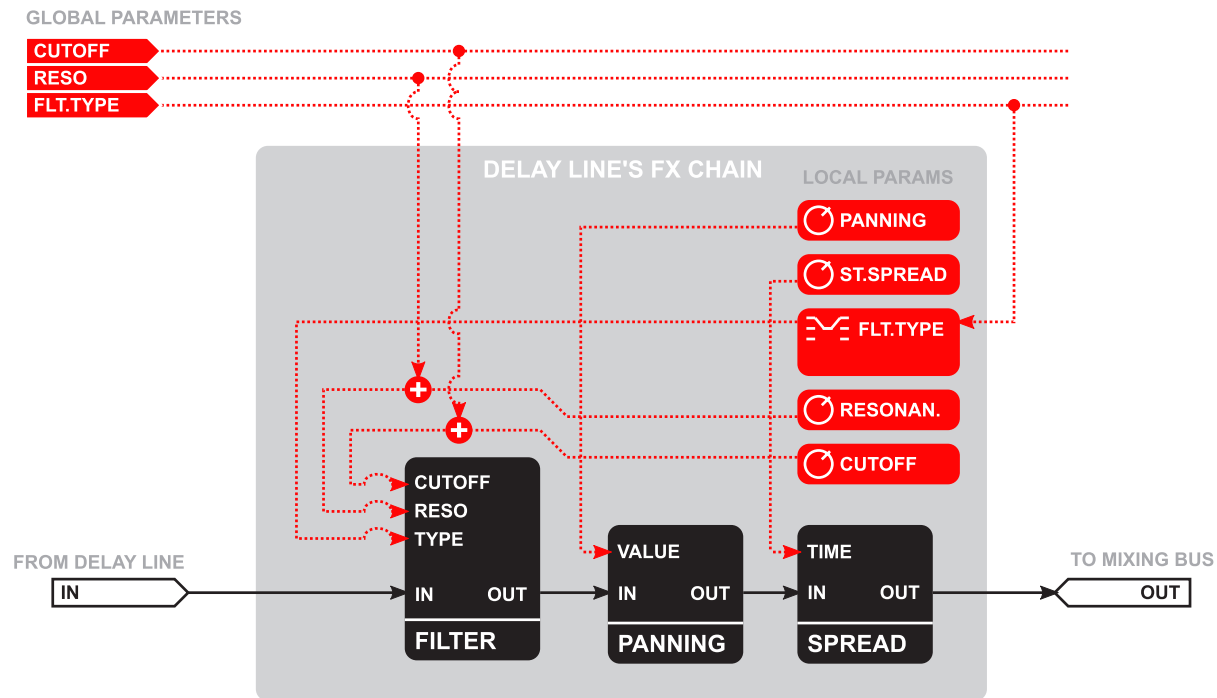 GLOBAL PARAMETERS
CUTOFF
RESO
FLT.TYPE
DELAY LINE'S FX CHAIN
LOCAL PARAMS
PANNING
ST.SPREAD
FLT.TYPE
RESONAN.
CUTOFF
CUTOFF
RESO
TYPE
IN OUT
FILTER
VALUE
IN OUT
PANNING
TIME
IN OUT
SPREAD
FROM DELAY LINE
IN
TO MIXING BUS
OUT